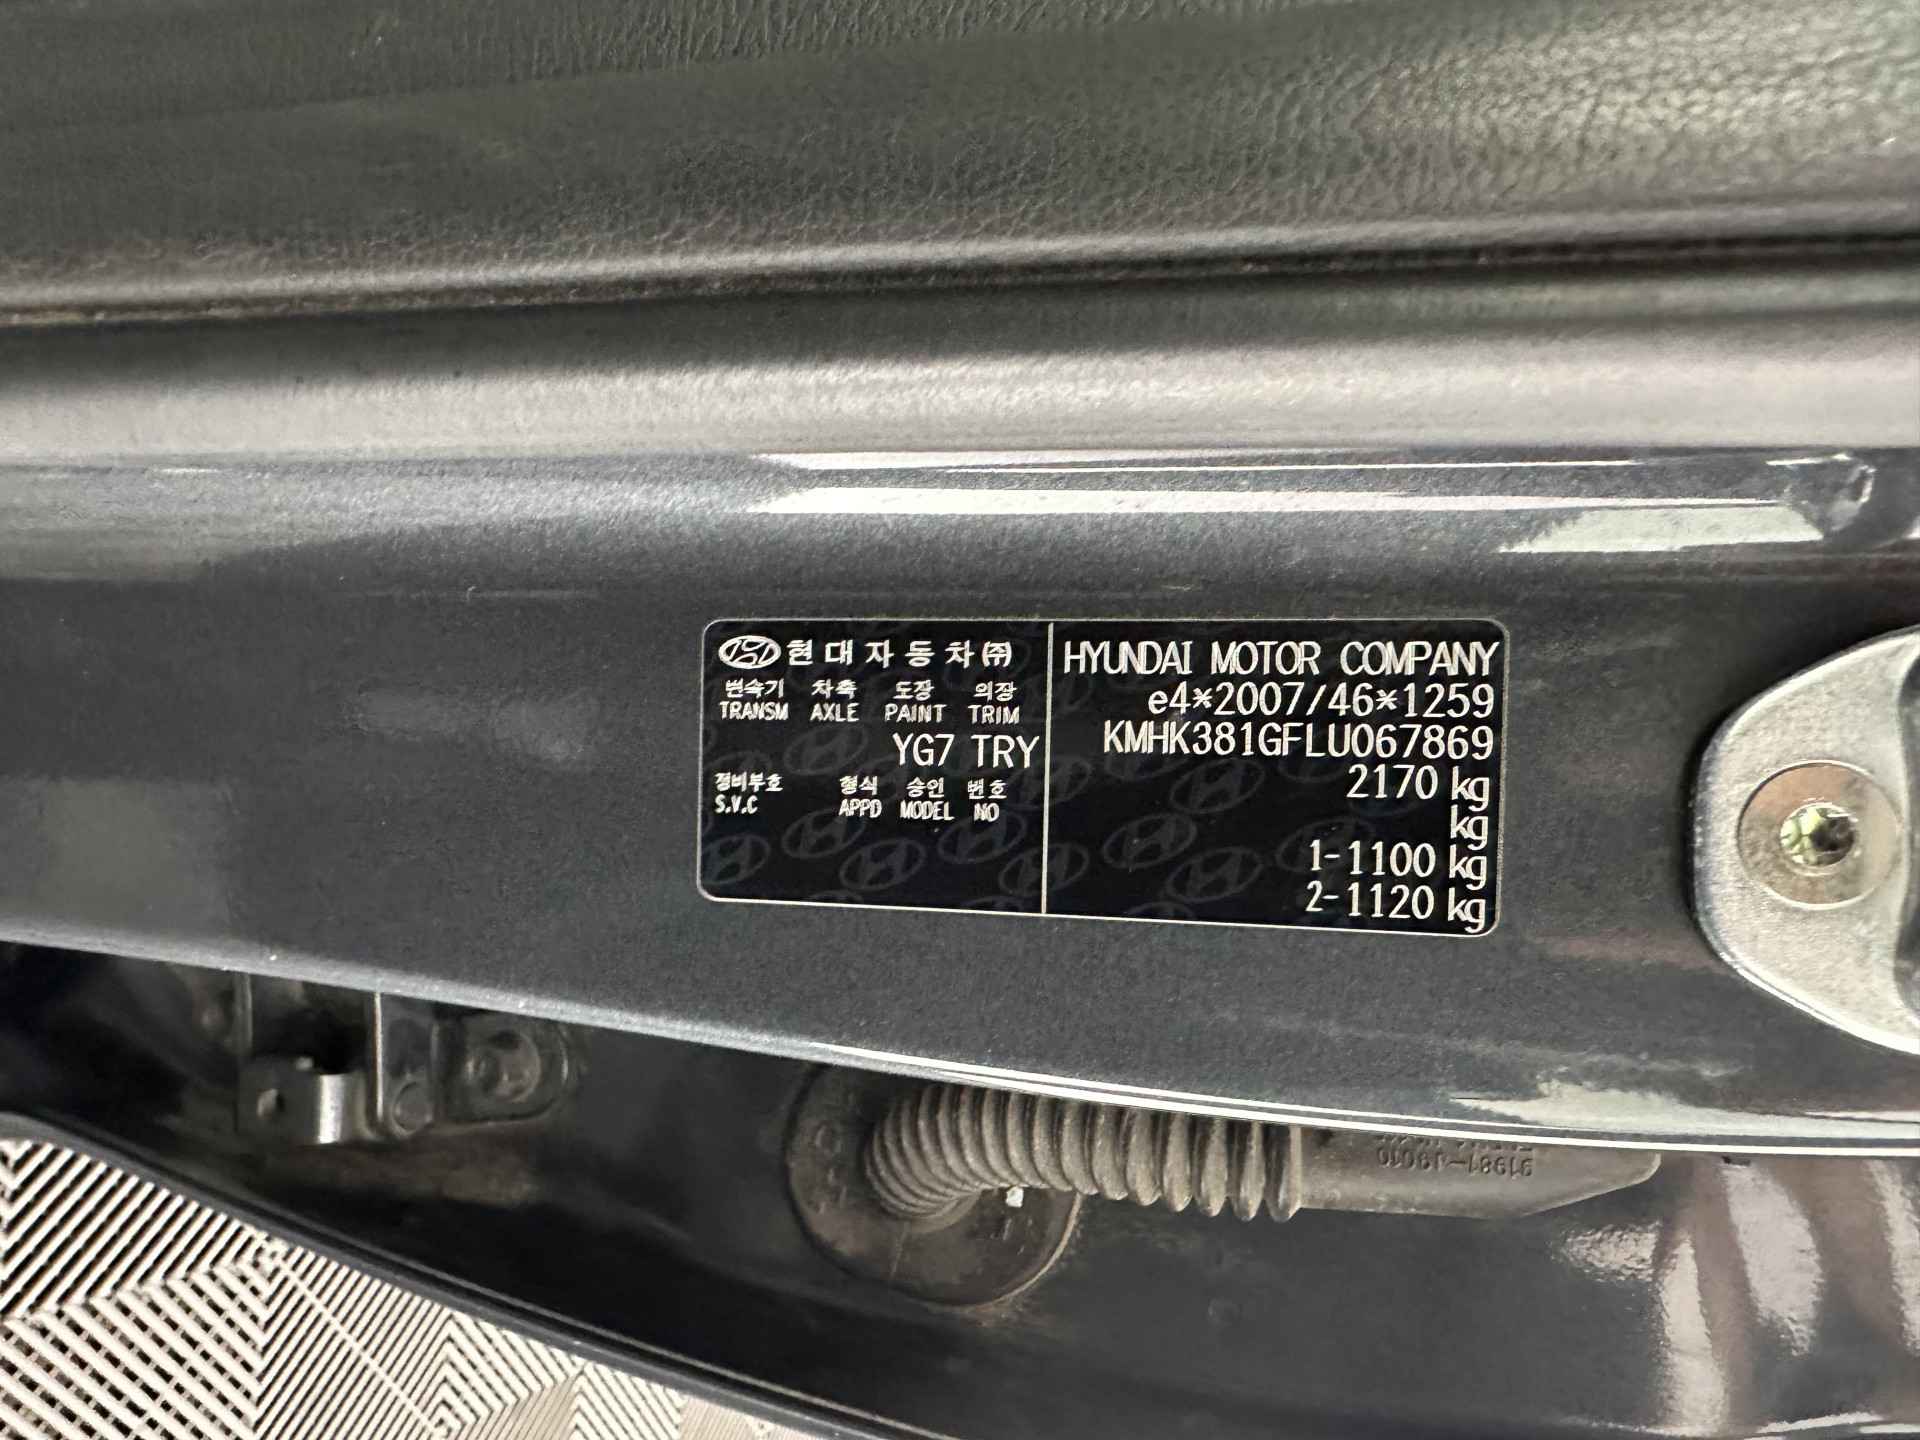 현대자동차㈜
변속기 차축 도장 의장
TRANSM AXLE PAINT TRIM
YG7 TRY
정비부호 형식 승인 번호
S.V.C APPD MODEL NO
HYUNDAI MOTOR COMPANY
e4*2007/46*1259
KMHK381GFLU067869
2170 kg
kg
1-1100 kg
2-1120 kg